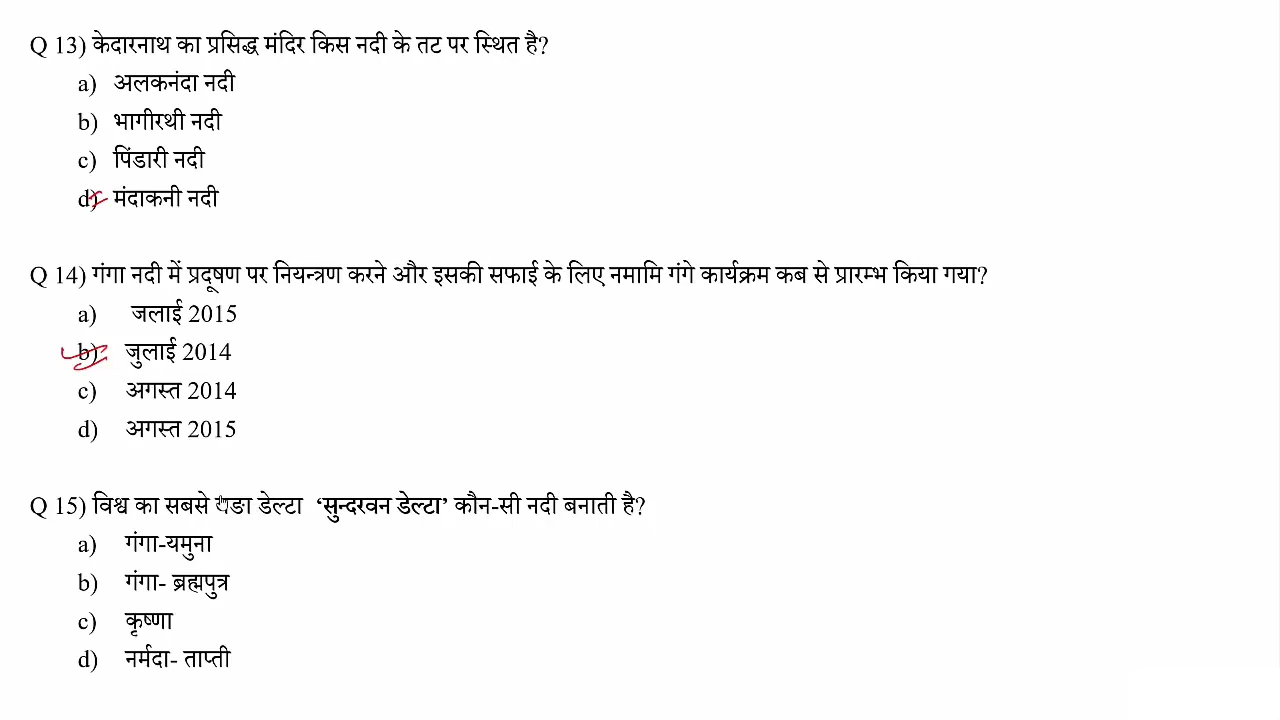 Q 13) केदारनाथ का प्रसिद्ध मंदिर किस नदी के तट पर स्थित है?
a) अलकनंदा नदी
b) भागीरथी नदी
c) पिंडारी नदी
d) मंदाकनी नदी
Q 14) गंगा नदी में प्रदूषण पर नियन्त्रण करने और इसकी सफाई के लिए नमामि गंगे कार्यक्रम कब से प्रारम्भ किया गया?
a) जलाई 2015
b) जुलाई 2014
c) अगस्त 2014
d) अगस्त 2015
Q 15) विश्व का सबसे डेल्टा ‘सुन्दरवन डेल्टा’ कौन-सी नदी बनाती है?
a) गंगा-यमुना
b) गंगा- ब्रह्मपुत्र
c) कृष्णा
d) नर्मदा- ताप्ती